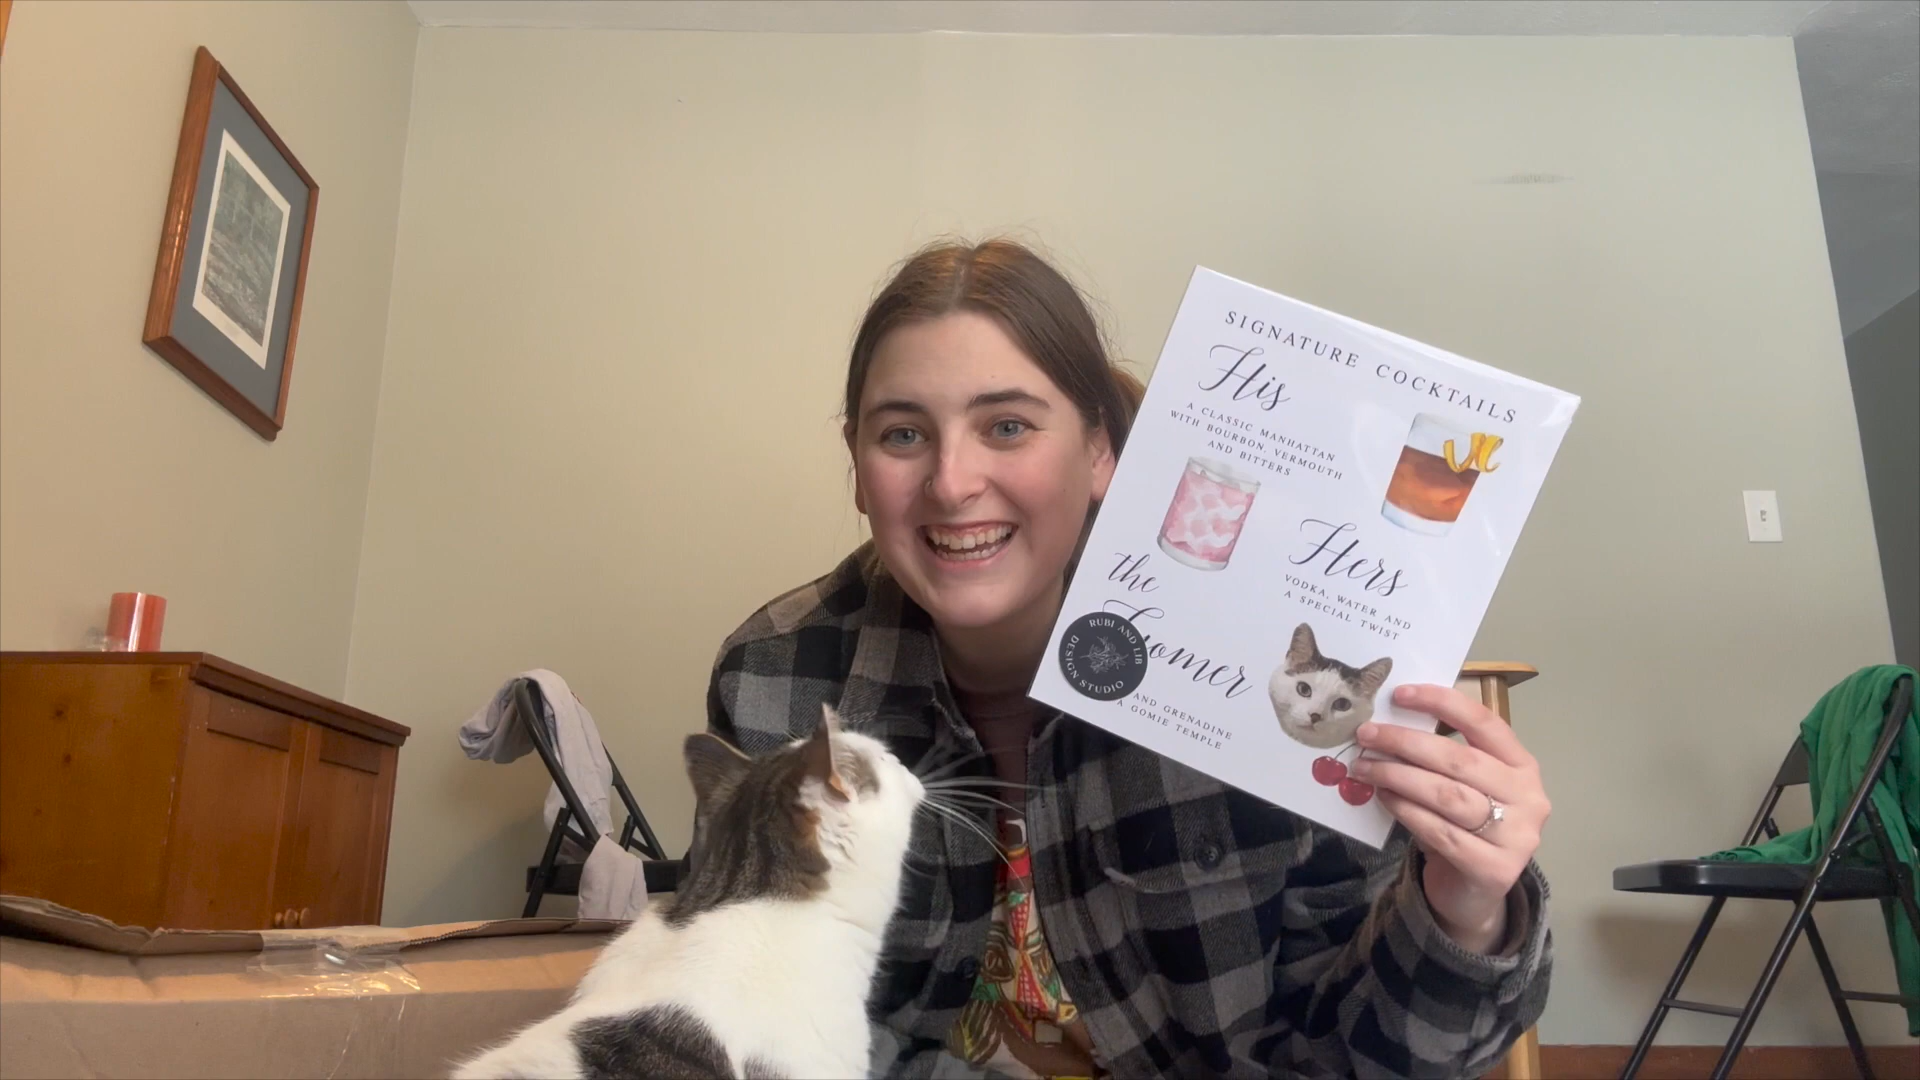 SIGNATURE COCKTAILS
His
A CLASSIC MANHATTAN
WITH BOURBON, VERMOUTH
AND BITTERS
Hers
VODKA, WATER AND
A SPECIAL TWIST
the
Gomer
AND GRENADINE
A GOMIE TEMPLE
RUBI AND LIB
DESIGN STUDIO